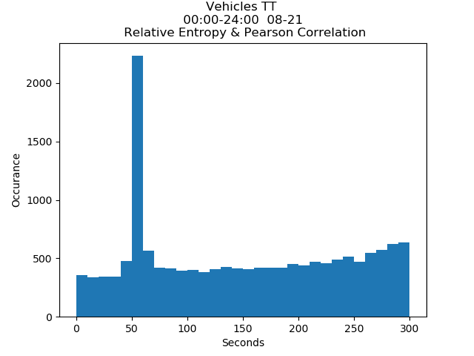 Vehicles TT
00:00-24:00  08-21
Relative Entropy & Pearson Correlation
2000
1500
1000
500
0
Occurance
0 50 100 150 200 250 300
Seconds